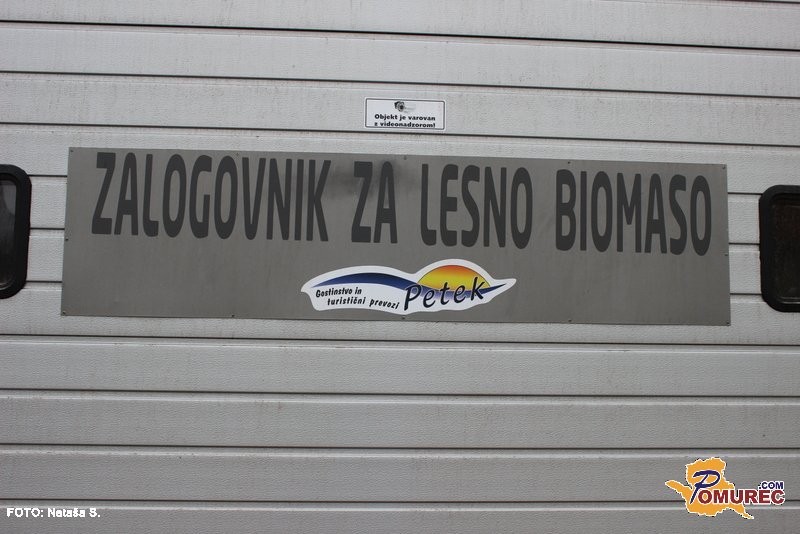 Objekt je varovan
z videonadzorom!
ZALOGOVNIK ZA LESNO BIOMASO
Gostinstvo in
turistični prevozi
Petek
POMUREC.COM
FOTO: Nataša S.